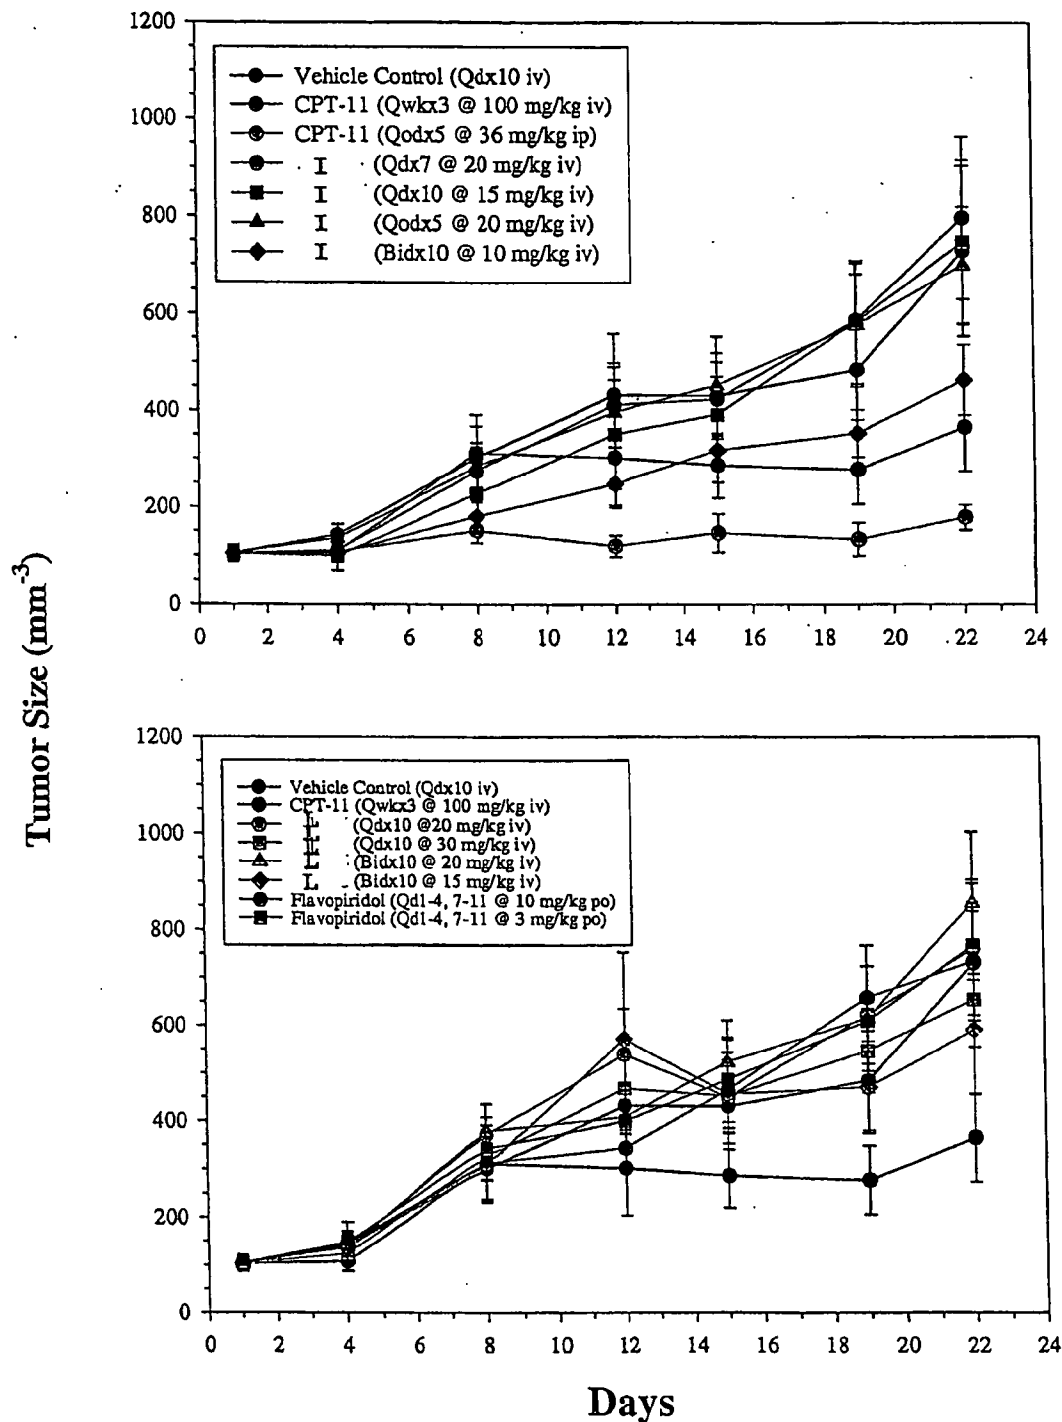 1200
1000
800
600
400
200
0
Vehicle Control (Qdx10 iv)
CPT-11 (Qwkx3 @ 100 mg/kg iv)
CPT-11 (Qodx5 @ 36 mg/kg ip)
I (Qdx7 @ 20 mg/kg iv)
I (Qdx10 @ 15 mg/kg iv)
I (Qodx5 @ 20 mg/kg iv)
I (Bidx10 @ 10 mg/kg iv)
0 2 4 6 8 10 12 14 16 18 20 22 24
Tumor Size (mm-3)
1200
1000
800
600
400
200
0
Vehicle Control (Qdx10 iv)
CPT-11 (Qwkx3 @ 100 mg/kg iv)
L (Qdx10 @20 mg/kg iv)
L (Qdx10 @ 30 mg/kg iv)
L (Bidx10 @ 20 mg/kg iv)
L (Bidx10 @ 15 mg/kg iv)
Flavopiridol (Qd1-4, 7-11 @ 10 mg/kg po)
Flavopiridol (Qd1-4, 7-11 @ 3 mg/kg po)
0 2 4 6 8 10 12 14 16 18 20 22 24
Days